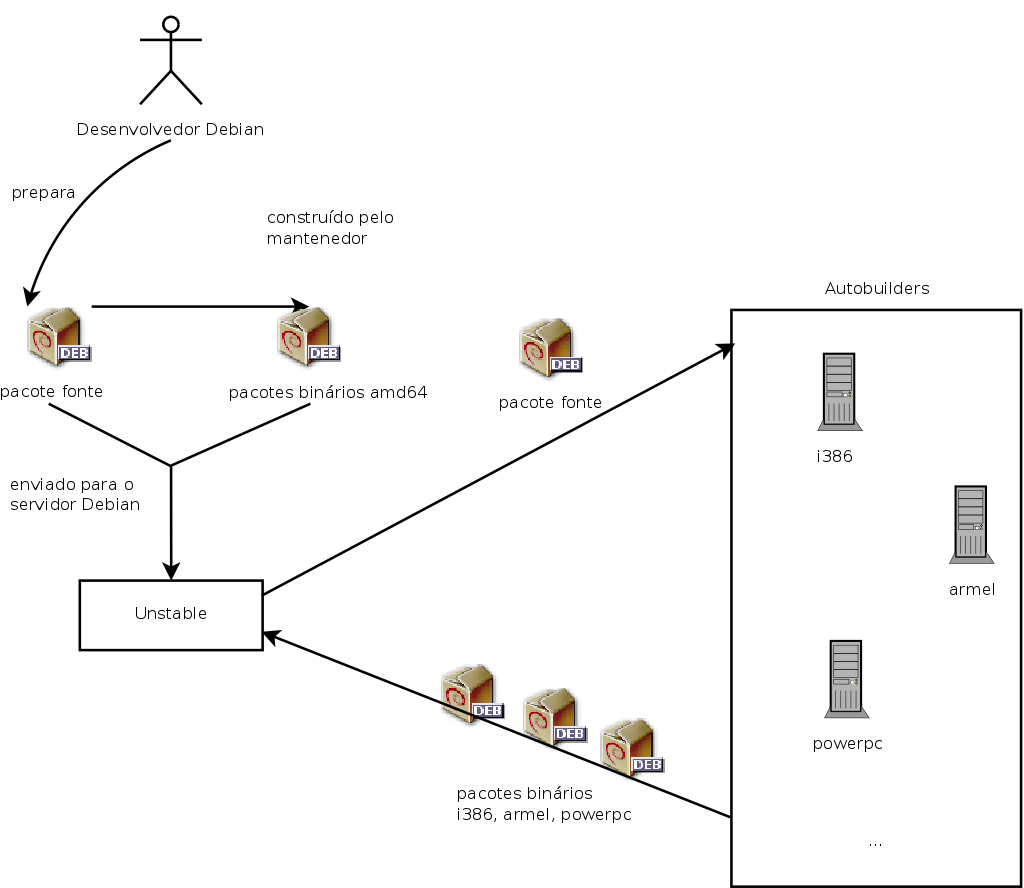 Desenvolvedor Debian
prepara
construído pelo
mantenedor
Autobuilders
DEB
DEB
DEB
pacote fonte
pacotes binários amd64
pacote fonte
i386
enviado para o
servidor Debian
armel
Unstable
DEB
DEB
DEB
powerpc
pacotes binários
i386, armel, powerpc
...